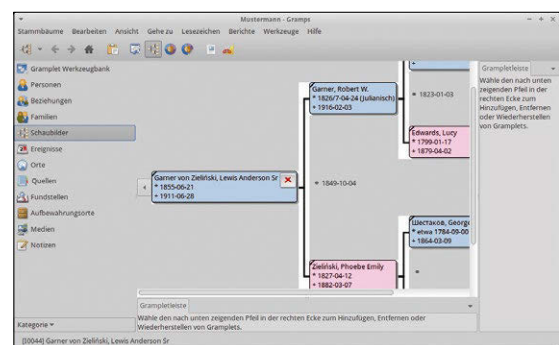 Mustermann - Gramps
Stammbäume Bearbeiten Ansicht Gehe zu Lesezeichen Berichte Werkzeuge Hilfe
Gramplet Werkzeugbank
Personen
Beziehungen
Familien
Schaubilder
Ereignisse
Orte
Quellen
Fundstellen
Aufbewahrungsorte
Medien
Notizen
Kategorie
Garner von Zieliński, Lewis Anderson Sr
* 1855-06-21
+ 1911-06-28
⚭ 1849-10-04
Garner, Robert W.
* 1826/7-04-24 (Julianisch)
+ 1916-02-03
Zieliński, Phoebe Emily
* 1827-04-12
+ 1882-03-07
+
⚭ 1823-01-03
Edwards, Lucy
* 1799-01-17
+ 1879-04-02
Шестаков, George
* etwa 1784-09-00
+ 1864-03-09
Grampletleiste
Wähle den nach unten
zeigenden Pfeil in der
rechten Ecke zum
Hinzufügen, Entfernen
oder Wiederherstellen
von Gramplets.
Grampletleiste
Wähle den nach unten zeigenden Pfeil in der rechten Ecke zum Hinzufügen, Entfernen oder
Wiederherstellen von Gramplets.
[I0044] Garner von Zieliński, Lewis Anderson Sr